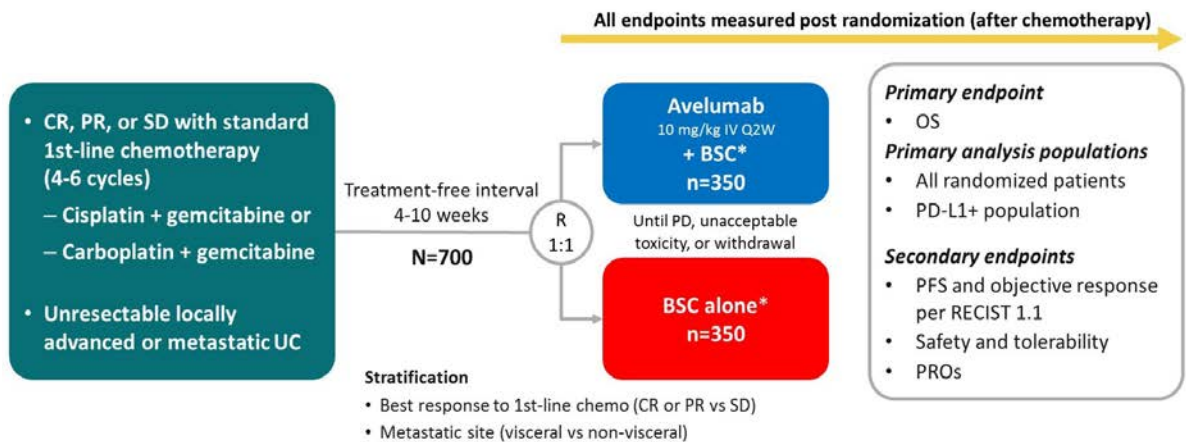 All endpoints measured post randomization (after chemotherapy)
• CR, PR, or SD with standard
1st-line chemotherapy
(4-6 cycles)
– Cisplatin + gemcitabine or
– Carboplatin + gemcitabine
• Unresectable locally
advanced or metastatic UC
Treatment-free interval
4-10 weeks
N=700
R
1:1
Avelumab
10 mg/kg IV Q2W
+ BSC*
n=350
Until PD, unacceptable
toxicity, or withdrawal
BSC alone*
n=350
Stratification
• Best response to 1st-line chemo (CR or PR vs SD)
• Metastatic site (visceral vs non-visceral)
Primary endpoint
• OS
Primary analysis populations
• All randomized patients
• PD-L1+ population
Secondary endpoints
• PFS and objective response
per RECIST 1.1
• Safety and tolerability
• PROs